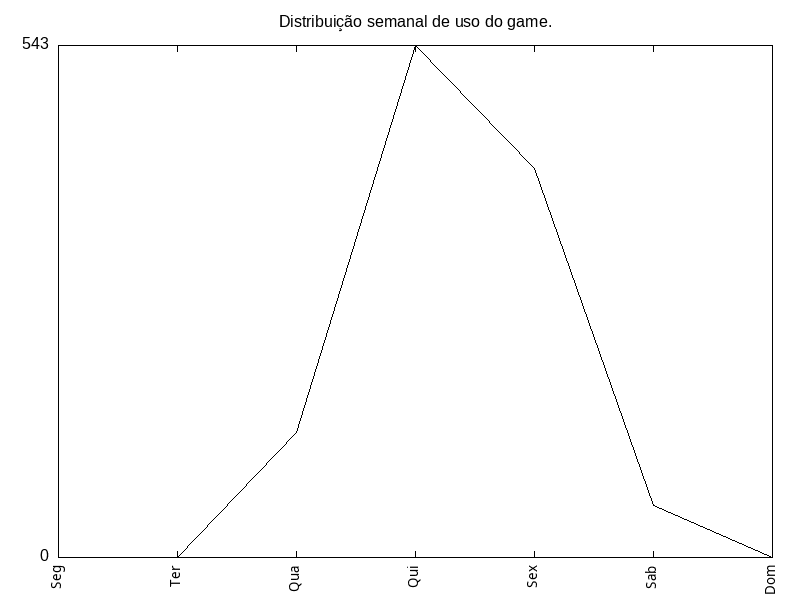 Distribuição semanal de uso do game.
543
0
Seg
Ter
Qua
Qui
Sex
Sab
Dom